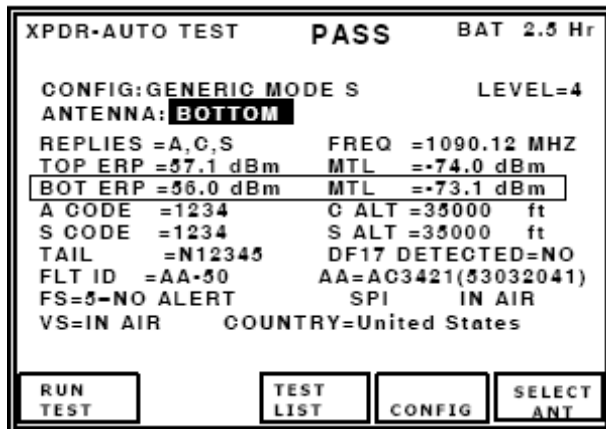 XPDR-AUTO TEST PASS BAT 2.5 Hr
CONFIG:GENERIC MODE S LEVEL=4
ANTENNA: BOTTOM
REPLIES =A,C,S FREQ =1090.12 MHZ
TOP ERP =57.1 dBm MTL =-74.0 dBm
BOT ERP =56.0 dBm MTL =-73.1 dBm
A CODE =1234 C ALT =35000 ft
S CODE =1234 S ALT =35000 ft
TAIL =N12345 DF17 DETECTED=NO
FLT ID =AA-50 AA=AC3421(53032041)
FS=5-NO ALERT SPI IN AIR
VS=IN AIR COUNTRY=United States
RUN TEST
TEST LIST
CONFIG
SELECT ANT